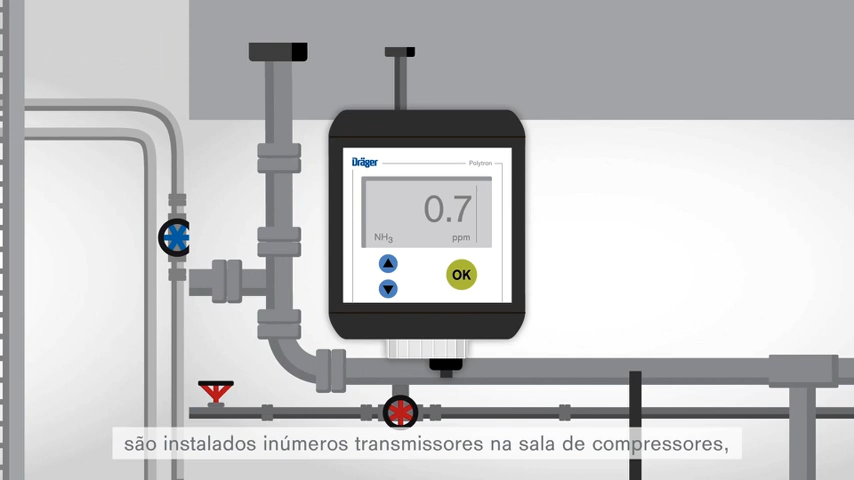 Dräger
Polytron
0.7
NH₃ ppm
OK
são instalados inúmeros transmissores na sala de compressores,